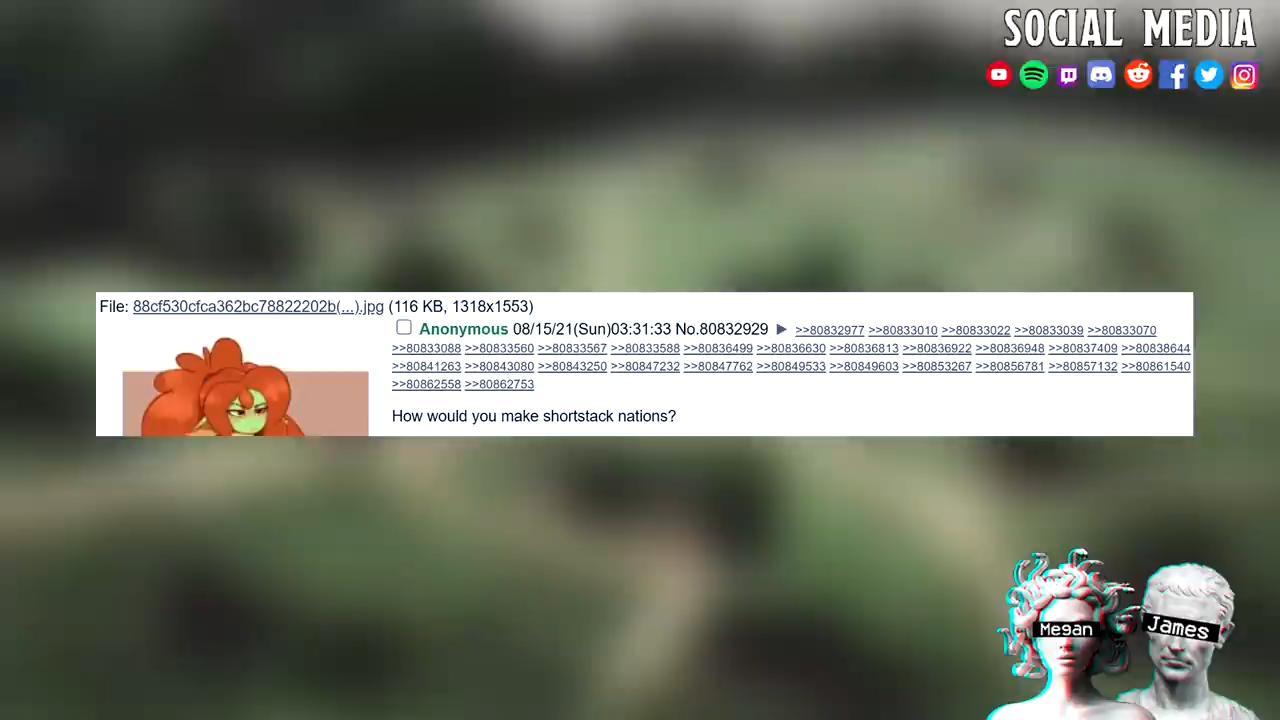 SOCIAL MEDIA
File: 88cf530cfca362bc78822202b(...).jpg (116 KB, 1318x1553)
Anonymous 08/15/21(Sun)03:31:33 No.80832929 ▶ >>80832977 >>80833010 >>80833022 >>80833039 >>80833070
>>80833088 >>80833560 >>80833567 >>80833588 >>80836499 >>80836630 >>80836813 >>80836922 >>80836948 >>80837409 >>80838644
>>80841263 >>80843080 >>80843250 >>80847232 >>80847762 >>80849533 >>80849603 >>80853267 >>80856781 >>80857132 >>80861540
>>80862558 >>80862753
How would you make shortstack nations?
Megan
James